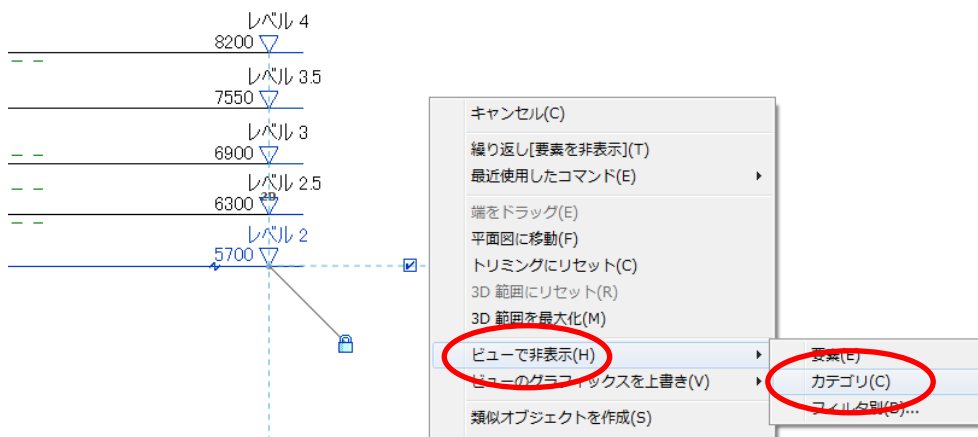 レベル 4
8200
レベル 3.5
7550
レベル 3
6900
レベル 2.5
2D
6300
レベル 2
5700
キャンセル(C)
繰り返し[要素を非表示](T)
最近使用したコマンド(E)
端をドラッグ(E)
平面図に移動(F)
トリミングにリセット(C)
3D 範囲にリセット(R)
3D 範囲を最大化(M)
ビューで非表示(H)
ビューのグラフィックスを上書き(V)
類似オブジェクトを作成(S)
要素(E)
カテゴリ(C)
フィルタ別(B)...